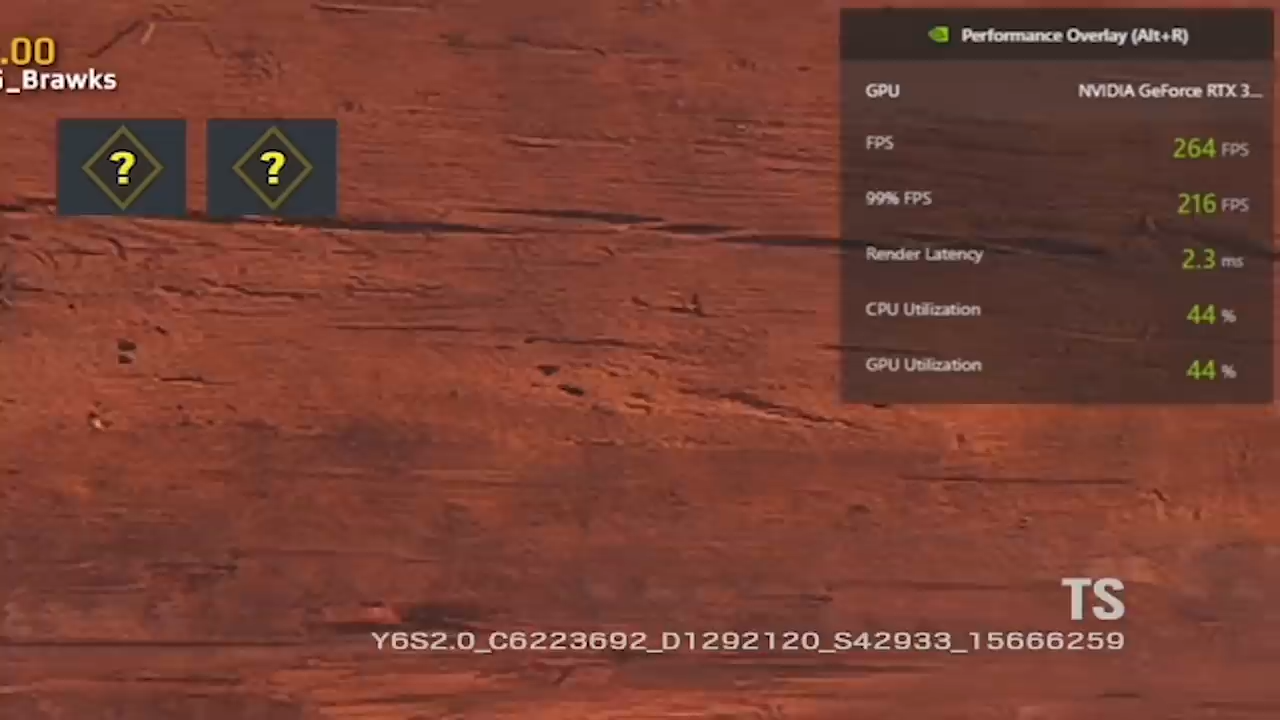 .00
_Brawks
?
?
Performance Overlay (Alt+R)
GPU NVIDIA GeForce RTX 3...
FPS 264 FPS
99% FPS 216 FPS
Render Latency 2.3 ms
CPU Utilization 44 %
GPU Utilization 44 %
TS
Y6S2.0_C6223692_D1292120_S42933_15666259